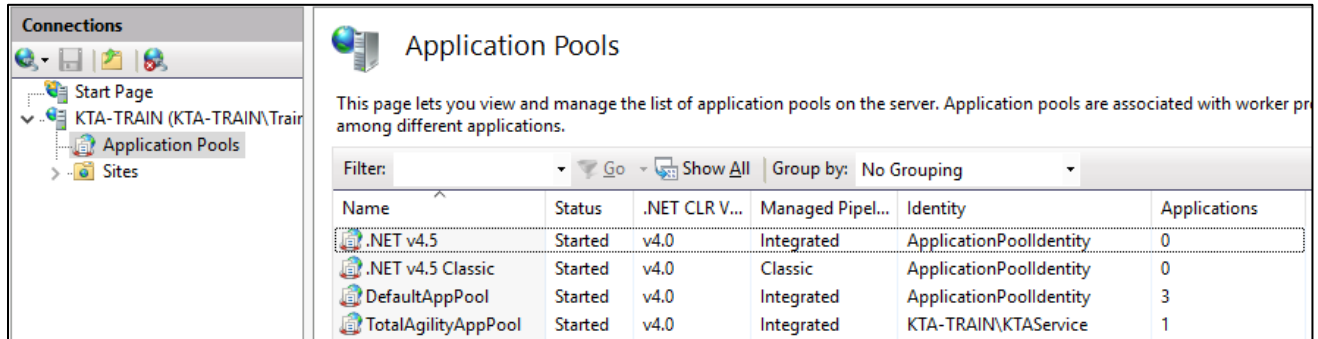 Connections
Start Page
KTA-TRAIN (KTA-TRAIN\Train
Application Pools
Sites
Application Pools
This page lets you view and manage the list of application pools on the server. Application pools are associated with worker pro
among different applications.
Filter: Go Show All Group by: No Grouping
Name Status .NET CLR V... Managed Pipel... Identity Applications
.NET v4.5 Started v4.0 Integrated ApplicationPoolIdentity 0
.NET v4.5 Classic Started v4.0 Classic ApplicationPoolIdentity 0
DefaultAppPool Started v4.0 Integrated ApplicationPoolIdentity 3
TotalAgilityAppPool Started v4.0 Integrated KTA-TRAIN\KTAService 1